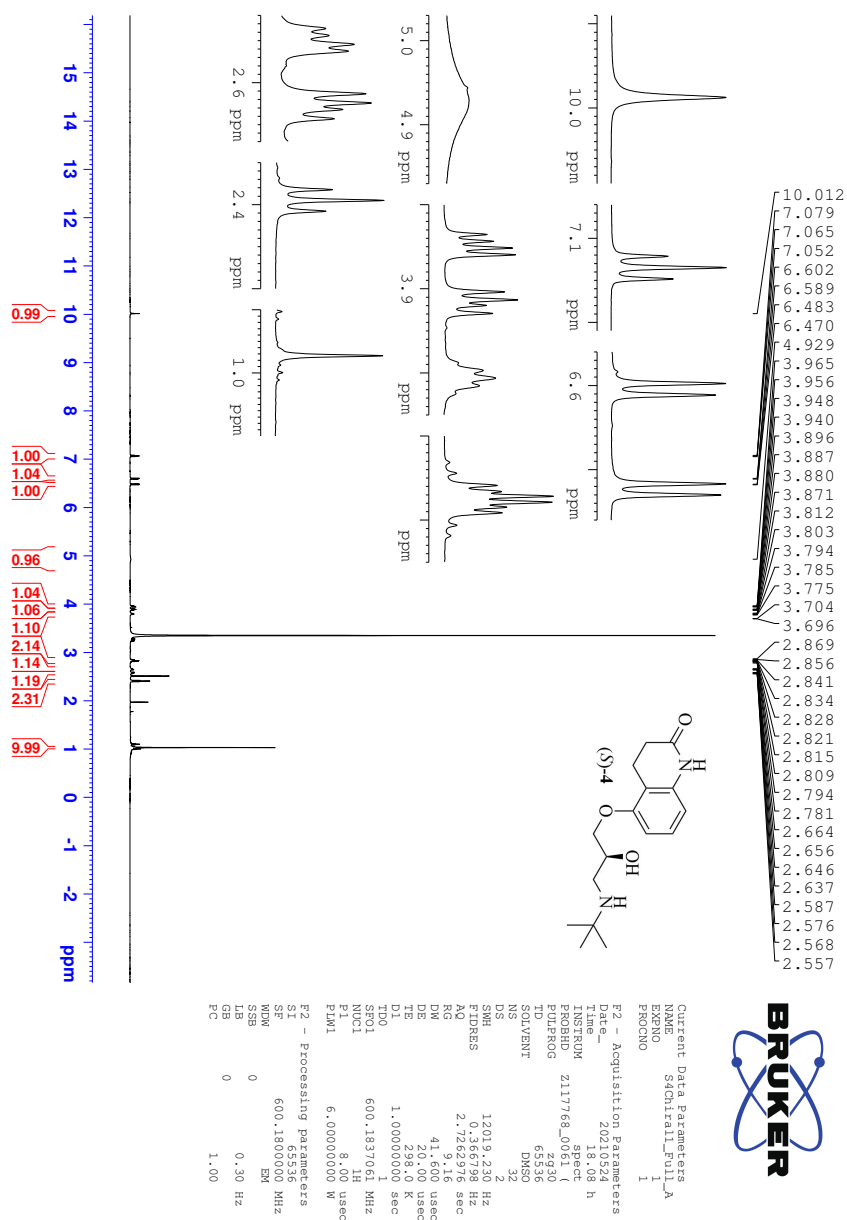 10.012
7.079
7.065
7.052
6.602
6.589
6.483
6.470
4.929
3.965
3.956
3.948
3.940
3.896
3.887
3.880
3.871
3.812
3.803
3.794
3.785
3.775
3.704
3.696
2.869
2.856
2.841
2.834
2.828
2.821
2.815
2.809
2.794
2.781
2.664
2.656
2.646
2.637
2.587
2.576
2.568
2.557
10.0
7.1 ppm
6.6 ppm
5.0 4.9 ppm
3.9 ppm
ppm
2.6 ppm
2.4 ppm
1.0 ppm
15 14 13 12 11 10 9 8 7 6 5 4 3 2 1 0 -1 -2 ppm
0.99
1.00
1.04
1.00
0.96
1.04
1.06
1.10
2.14
1.14
1.19
2.31
9.99
O
N
H
O
OH
H
N
(S)-4
BRUKER
Current Data Parameters
NAME S4Chiral1_Full_A
EXPNO 1
PROCNO 1
F2 - Acquisition Parameters
Date_ 20210524
Time 18.08 h
INSTRUM spect
PROBHD Z117768_0061 (
PULPROG zg30
TD 65536
SOLVENT DMSO
NS 32
DS 2
SWH 12019.230 Hz
FIDRES 0.366798 Hz
AQ 2.7262976 sec
RG 9.16
DW 41.600 usec
DE 20.00 usec
TE 298.0 K
D1 1.00000000 sec
TD0 1
SFO1 600.1837061 MHz
NUC1 1H
P1 8.00 usec
PLW1 6.00000000 W
F2 - Processing parameters
SI 65536
SF 600.1800000 MHz
WDW EM
SSB 0
LB 0.30 Hz
GB 0
PC 1.00